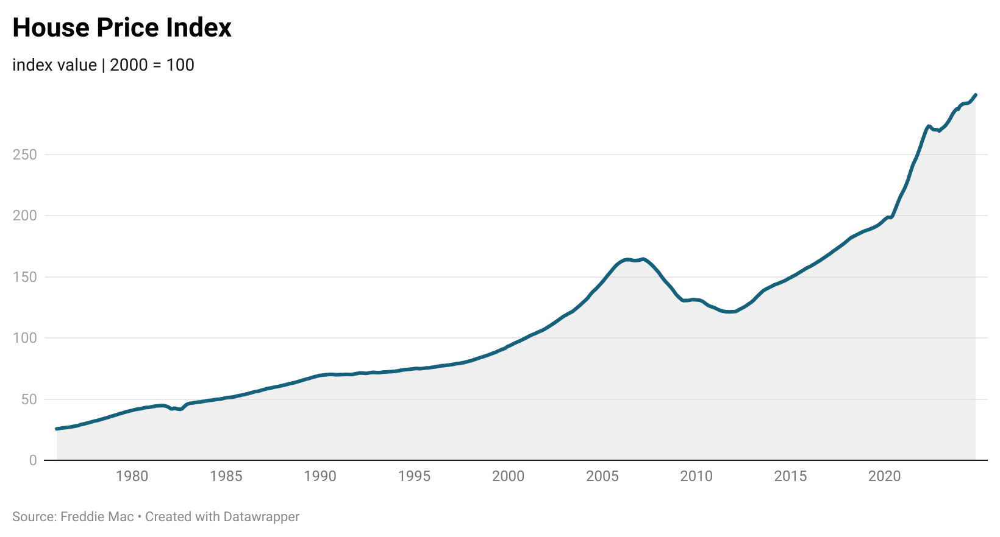 House Price Index
index value | 2000 = 100
250
200
150
100
50
0
1980 1985 1990 1995 2000 2005 2010 2015 2020
Source: Freddie Mac • Created with Datawrapper